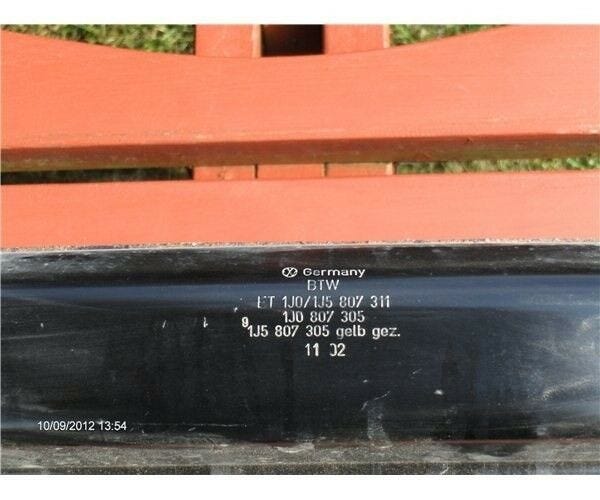 Germany
BTW
ET 1J0/1J5 807 311
1J0 807 305
9
1J5 807 305 gelb gez.
11 02
10/09/2012 13:54